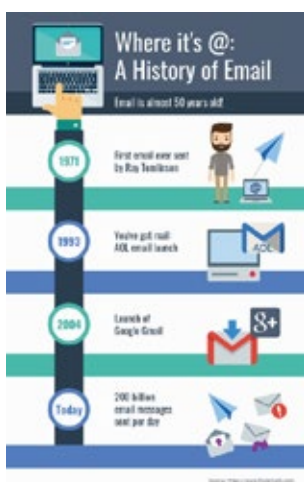 Where it's @:
A History of Email
Email is almost 50 years old!
1971
First email ever sent
by Ray Tomlinson
1993
You've got mail
AOL email launch
AOL
2004
Launch of
Google Gmail
8+
Today
200 billion
email messages
sent per day